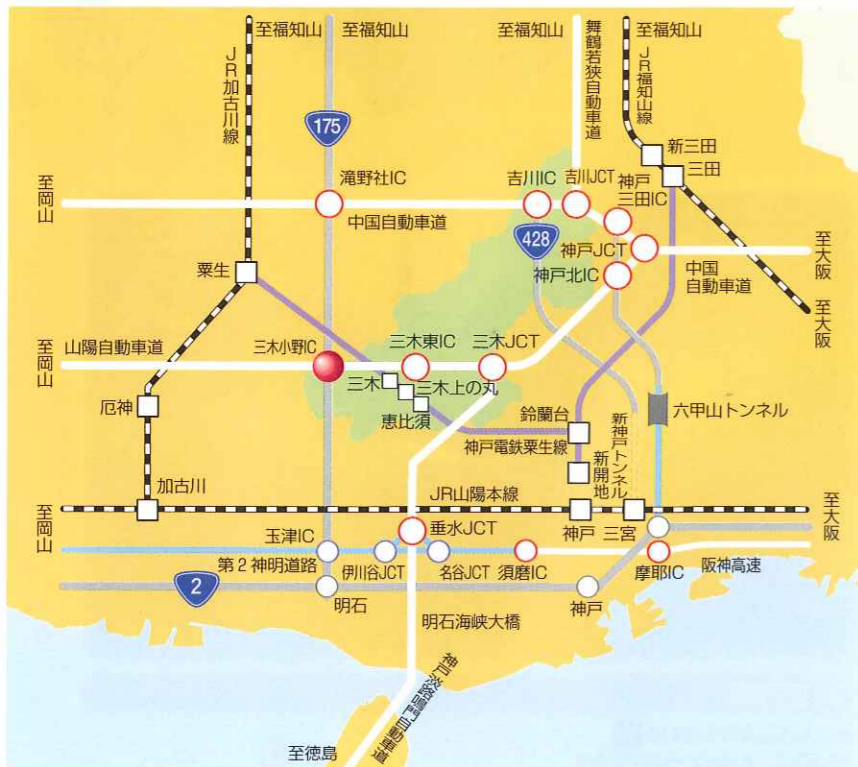 至福知山
至福知山
至福知山
至福知山
JR加古川線
舞鶴若狭自動車道
JR福知山線
175
新三田
三田
滝野社IC
吉川IC
吉川JCT
神戸
三田IC
至岡山
中国自動車道
428
神戸JCT
至大阪
粟生
神戸北IC
中国
自動車道
至大阪
山陽自動車道
三木小野IC
三木東IC
三木JCT
至岡山
三木
三木上の丸
恵比須
厄神
鈴蘭台
六甲山トンネル
神戸電鉄粟生線
新開地
新神戸トンネル
加古川
JR山陽本線
至岡山
至大阪
玉津IC
垂水JCT
神戸
三宮
第2神明道路
伊川谷JCT
名谷JCT
須磨IC
摩耶IC
阪神高速
2
明石
明石海峡大橋
神戸
神戸淡路鳴門自動車道
至徳島